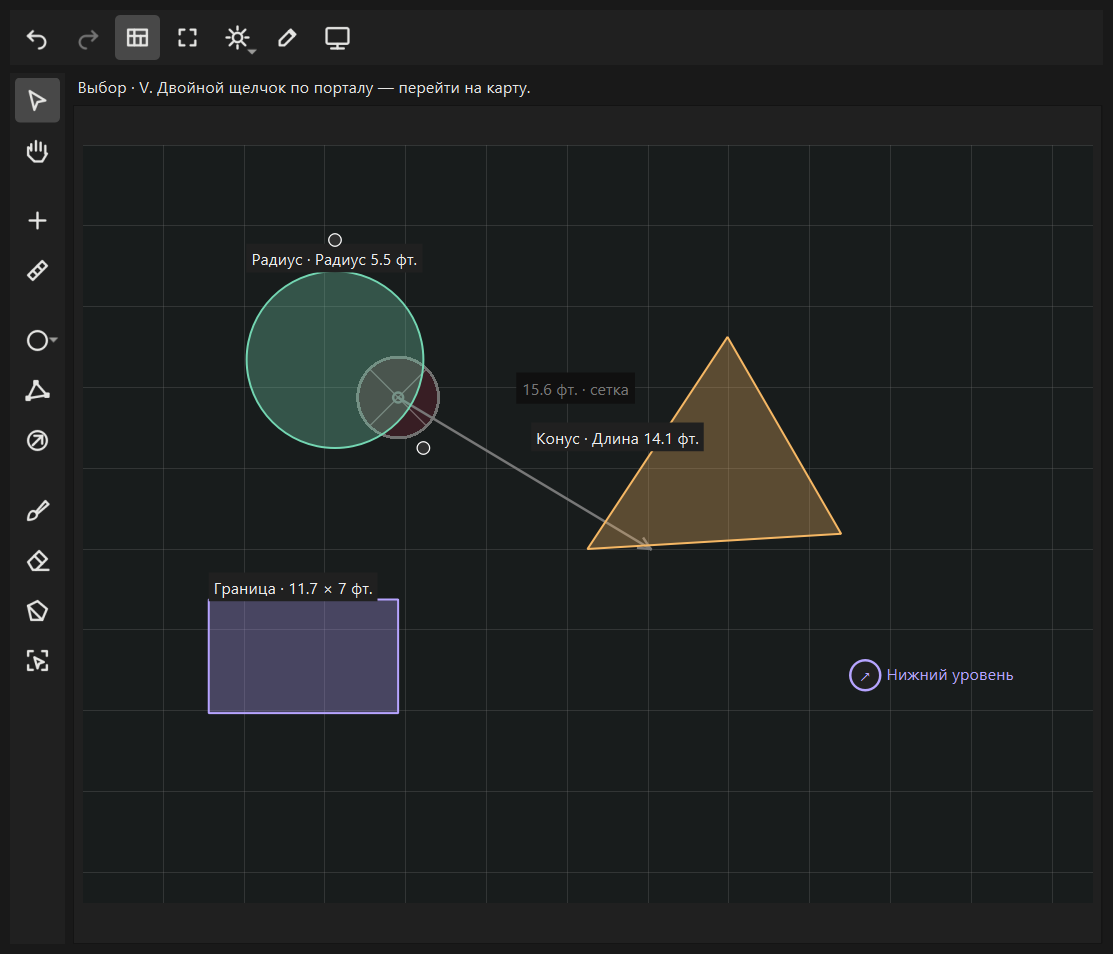 Выбор · V. Двойной щелчок по порталу — перейти на карту.
Радиус · Радиус 5.5 фт.
15.6 фт. · сетка
Конус · Длина 14.1 фт.
Граница · 11.7 × 7 фт.
Нижний уровень